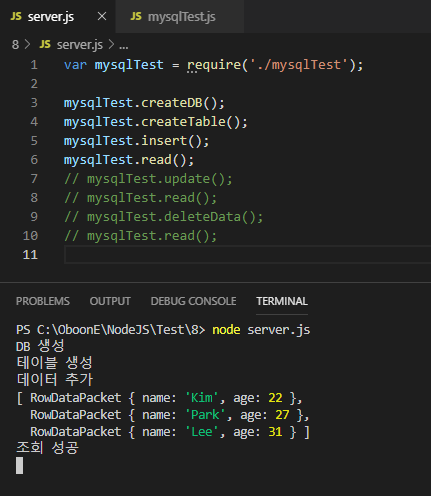 JS server.js × JS mysqlTest.js
8 > JS server.js > ...
1 var mysqlTest = require('./mysqlTest');
2
3 mysqlTest.createDB();
4 mysqlTest.createTable();
5 mysqlTest.insert();
6 mysqlTest.read();
7 // mysqlTest.update();
8 // mysqlTest.read();
9 // mysqlTest.deleteData();
10 // mysqlTest.read();
11
PROBLEMS OUTPUT DEBUG CONSOLE TERMINAL
PS C:\OboonE\NodeJS\Test\8> node server.js
DB 생성
테이블 생성
데이터 추가
[ RowDataPacket { name: 'Kim', age: 22 },
RowDataPacket { name: 'Park', age: 27 },
RowDataPacket { name: 'Lee', age: 31 } ]
조회 성공